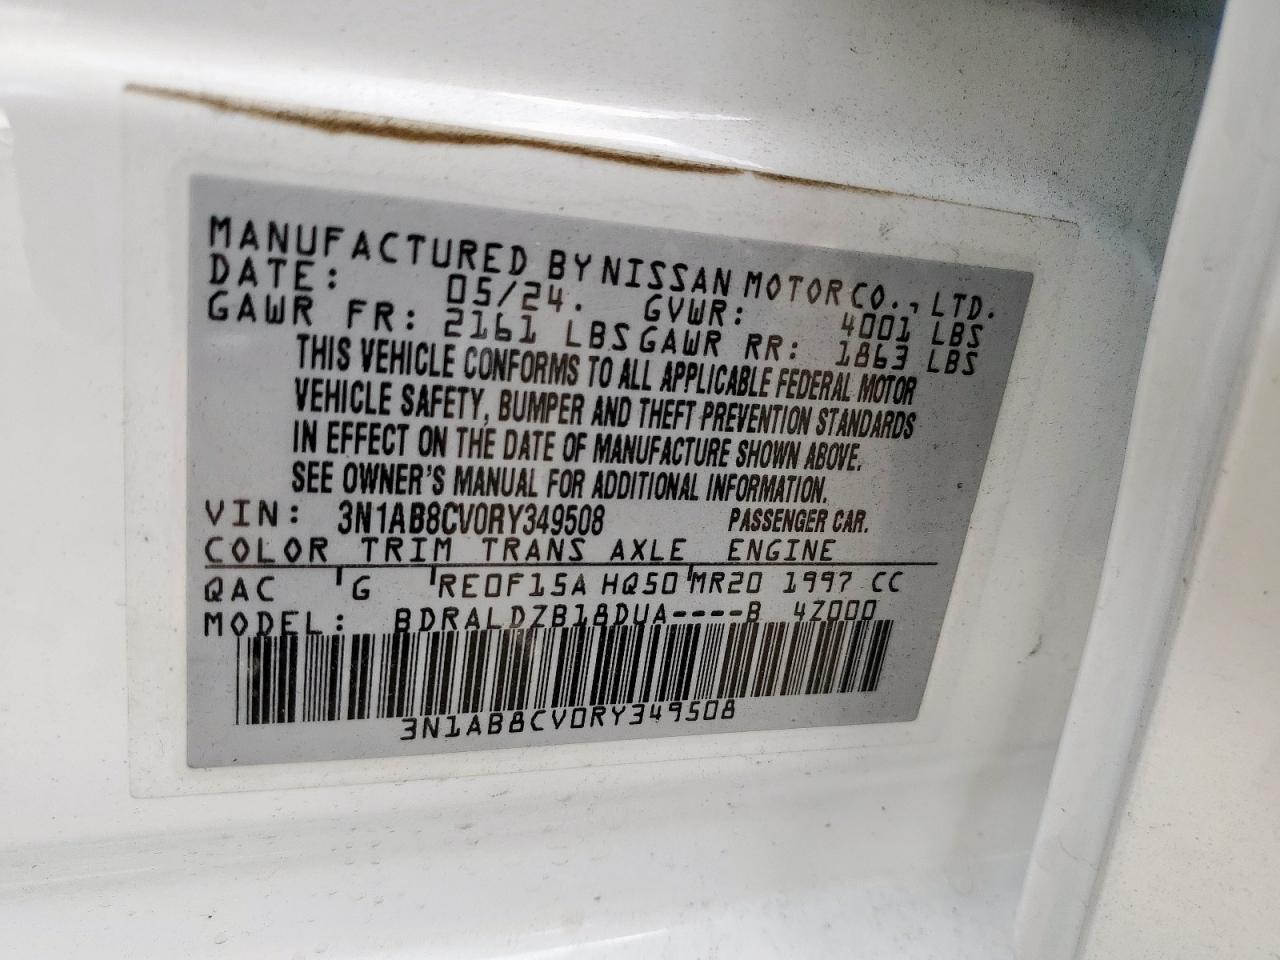 MANUFACTURED BY NISSAN MOTOR CO., LTD.
DATE: 05/24. GVWR: 4001 LBS
GAWR FR: 2161 LBS GAWR RR: 1863 LBS
THIS VEHICLE CONFORMS TO ALL APPLICABLE FEDERAL MOTOR
VEHICLE SAFETY, BUMPER AND THEFT PREVENTION STANDARDS
IN EFFECT ON THE DATE OF MANUFACTURE SHOWN ABOVE.
SEE OWNER'S MANUAL FOR ADDITIONAL INFORMATION.
VIN: 3N1AB8CV0RY349508 PASSENGER CAR.
COLOR TRIM TRANS AXLE ENGINE
QAC 'G 'RE0F15A HQ50'MR20 1997 CC
MODEL: BDRALDZB18DUA----B 4Z000
3N1AB8CV0RY349508